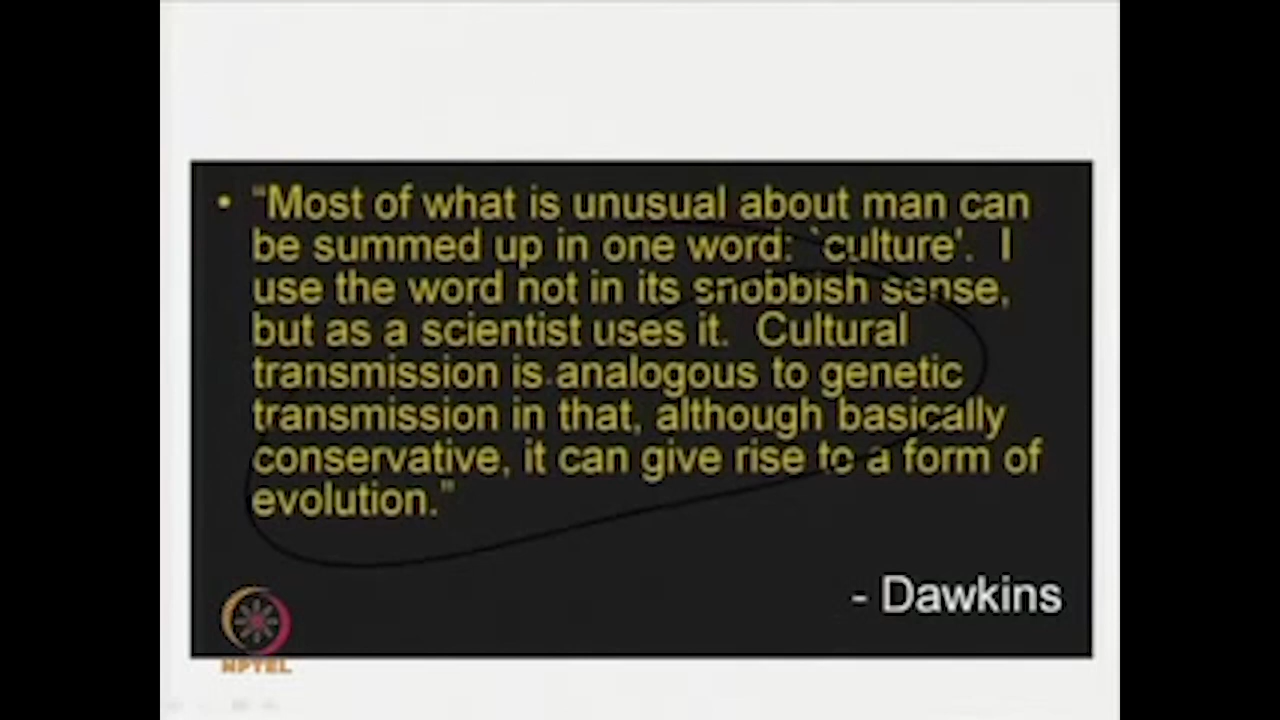 • “Most of what is unusual about man can
be summed up in one word: `culture'. I
use the word not in its snobbish sense,
but as a scientist uses it. Cultural
transmission is analogous to genetic
transmission in that, although basically
conservative, it can give rise to a form of
evolution.”
- Dawkins
NPTEL